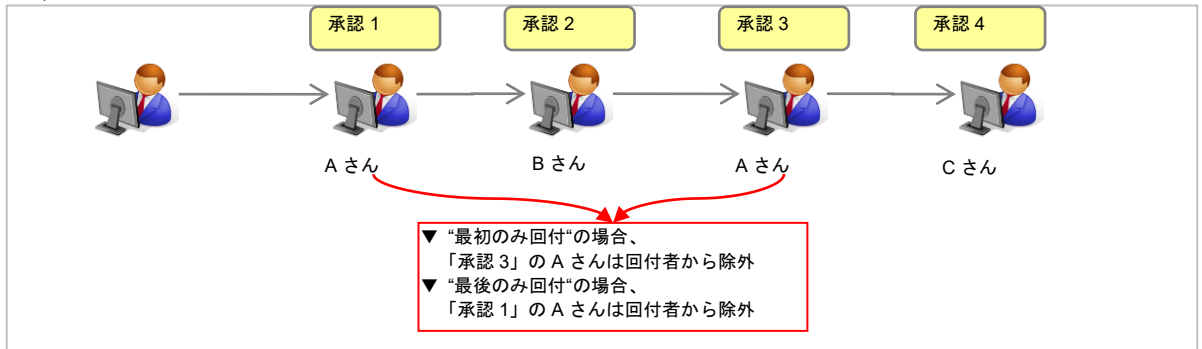 承認 1
承認 2
承認 3
承認 4
A さん
B さん
A さん
C さん
▼ “最初のみ回付“の場合、
「承認 3」の A さんは回付者から除外
▼ “最後のみ回付“の場合、
「承認 1」の A さんは回付者から除外